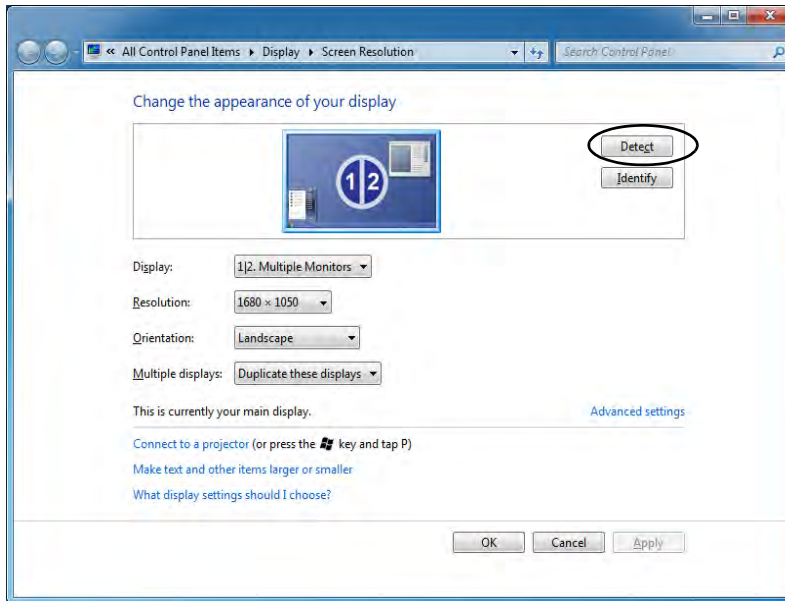 « All Control Panel Items ▸ Display ▸ Screen Resolution
Search Control Panel
Change the appearance of your display
1|2
Detect
Identify
Display: 1|2. Multiple Monitors
Resolution: 1680 × 1050
Orientation: Landscape
Multiple displays: Duplicate these displays
This is currently your main display.
Advanced settings
Connect to a projector (or press the key and tap P)
Make text and other items larger or smaller
What display settings should I choose?
OK Cancel Apply